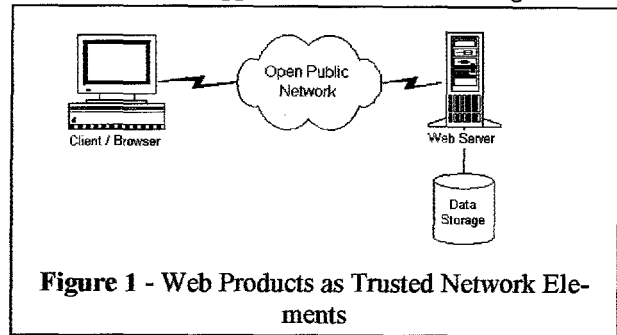 Open Public
Network
Client / Browser
Web Server
Data
Storage
Figure 1 - Web Products as Trusted Network Ele-
ments